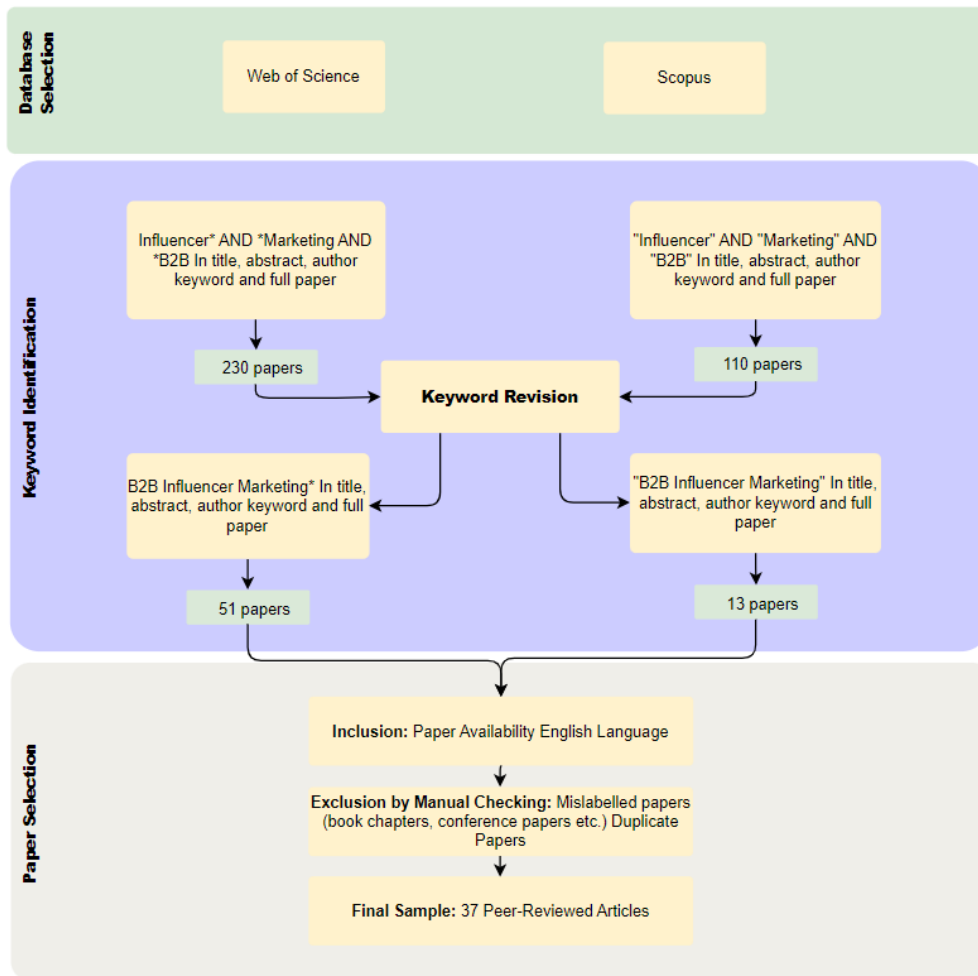 Database
Selection
Web of Science
Scopus
Keyword Identification
Influencer* AND *Marketing AND
*B2B In title, abstract, author
keyword and full paper
"Influencer" AND "Marketing" AND
"B2B" In title, abstract, author
keyword and full paper
230 papers
110 papers
Keyword Revision
B2B Influencer Marketing* In title,
abstract, author keyword and full
paper
"B2B Influencer Marketing" In title,
abstract, author keyword and full
paper
51 papers
13 papers
Paper Selection
Inclusion: Paper Availability English Language
Exclusion by Manual Checking: Mislabelled papers
(book chapters, conference papers etc.) Duplicate
Papers
Final Sample: 37 Peer-Reviewed Articles